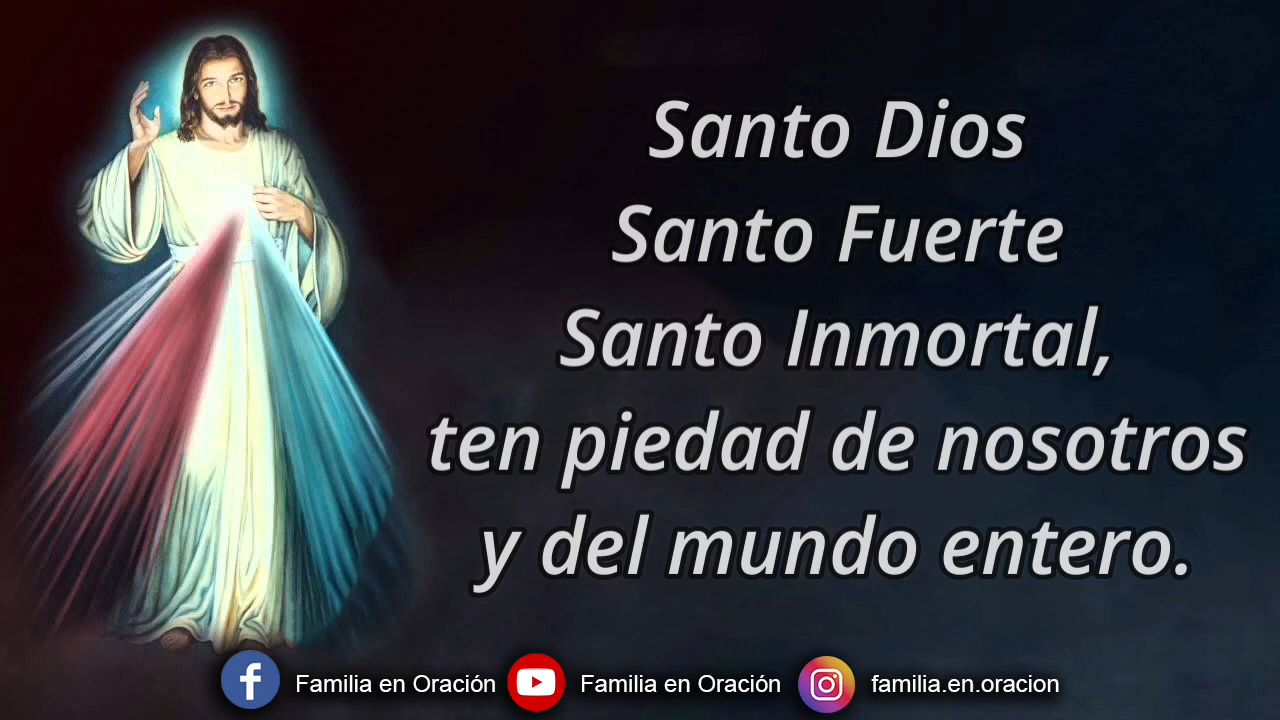 Santo Dios
Santo Fuerte
Santo Inmortal,
ten piedad de nosotros
y del mundo entero.
Familia en Oración
Familia en Oración
familia.en.oracion